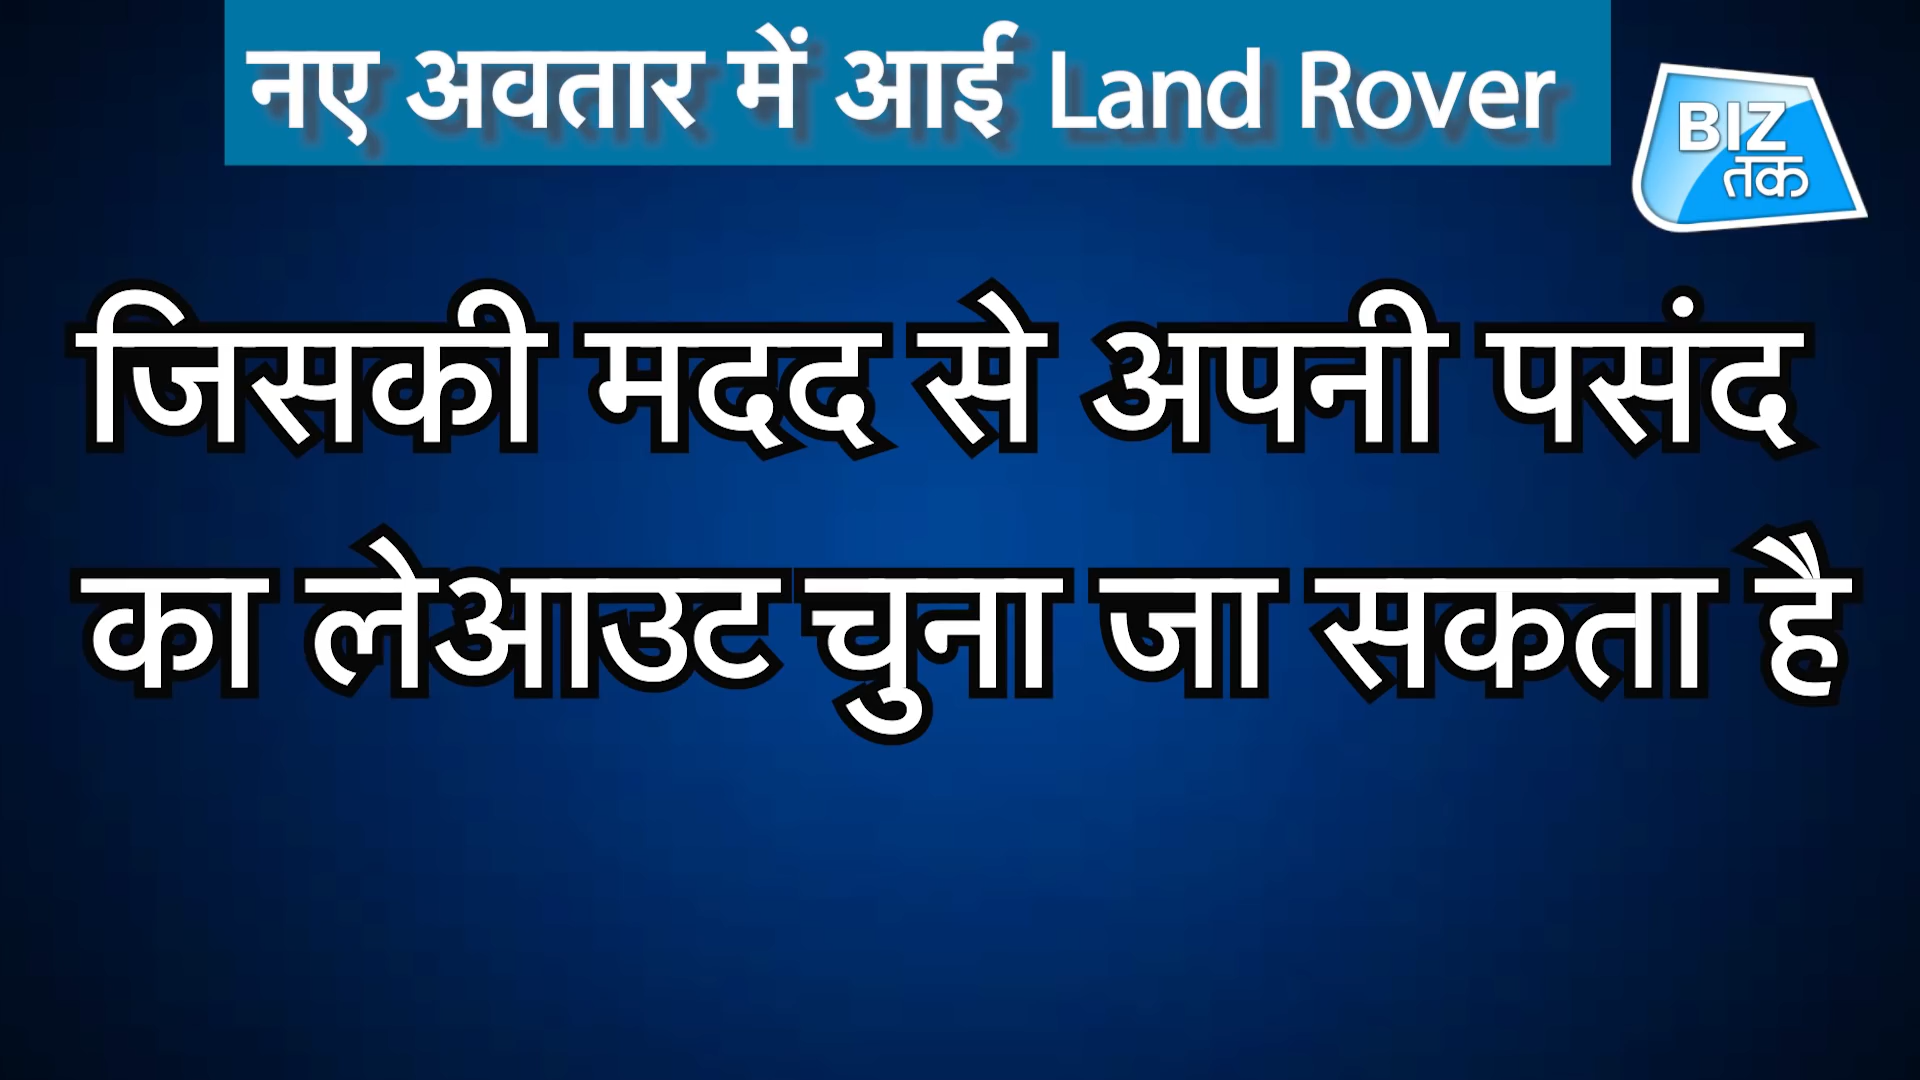 नए अवतार में आई Land Rover
BIZ
तक
जिसकी मदद से अपनी पसंद
का लेआउट चुना जा सकता है